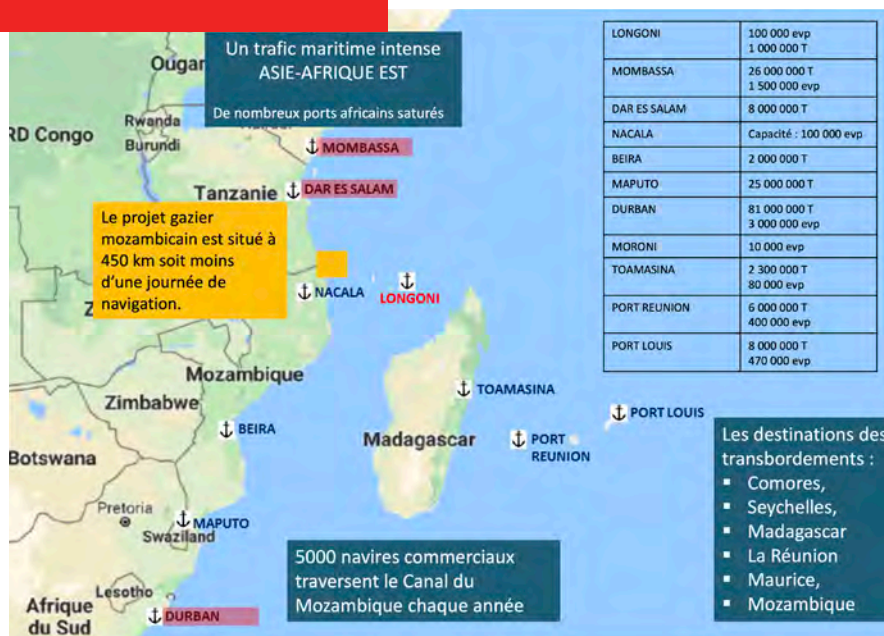 Un trafic maritime intense
ASIE-AFRIQUE EST
De nombreux ports africains saturés
Ougan
RD Congo
Rwanda
Burundi
MOMBASSA
Tanzanie
DAR ES SALAM
Le projet gazier
mozambicain est situé à
450 km soit moins
d'une journée de
navigation.
Z
NACALA
LONGONI
Mozambique
Zimbabwe
TOAMASINA
BEIRA
PORT LOUIS
Madagascar
PORT
REUNION
Botswana
Pretoria
MAPUTO
Swaziland
Lesotho
Afrique
du Sud
DURBAN
5000 navires commerciaux
traversent le Canal du
Mozambique chaque année
LONGONI 100 000 evp
1 000 000 T
MOMBASSA 26 000 000 T
1 500 000 evp
DAR ES SALAM 8 000 000 T
NACALA Capacité : 100 000 evp
BEIRA 2 000 000 T
MAPUTO 25 000 000 T
DURBAN 81 000 000 T
3 000 000 evp
MORONI 10 000 evp
TOAMASINA 2 300 000 T
80 000 evp
PORT REUNION 6 000 000 T
400 000 evp
PORT LOUIS 8 000 000 T
470 000 evp
Les destinations des
transbordements :
▪ Comores,
▪ Seychelles,
▪ Madagascar
▪ La Réunion
▪ Maurice,
▪ Mozambique